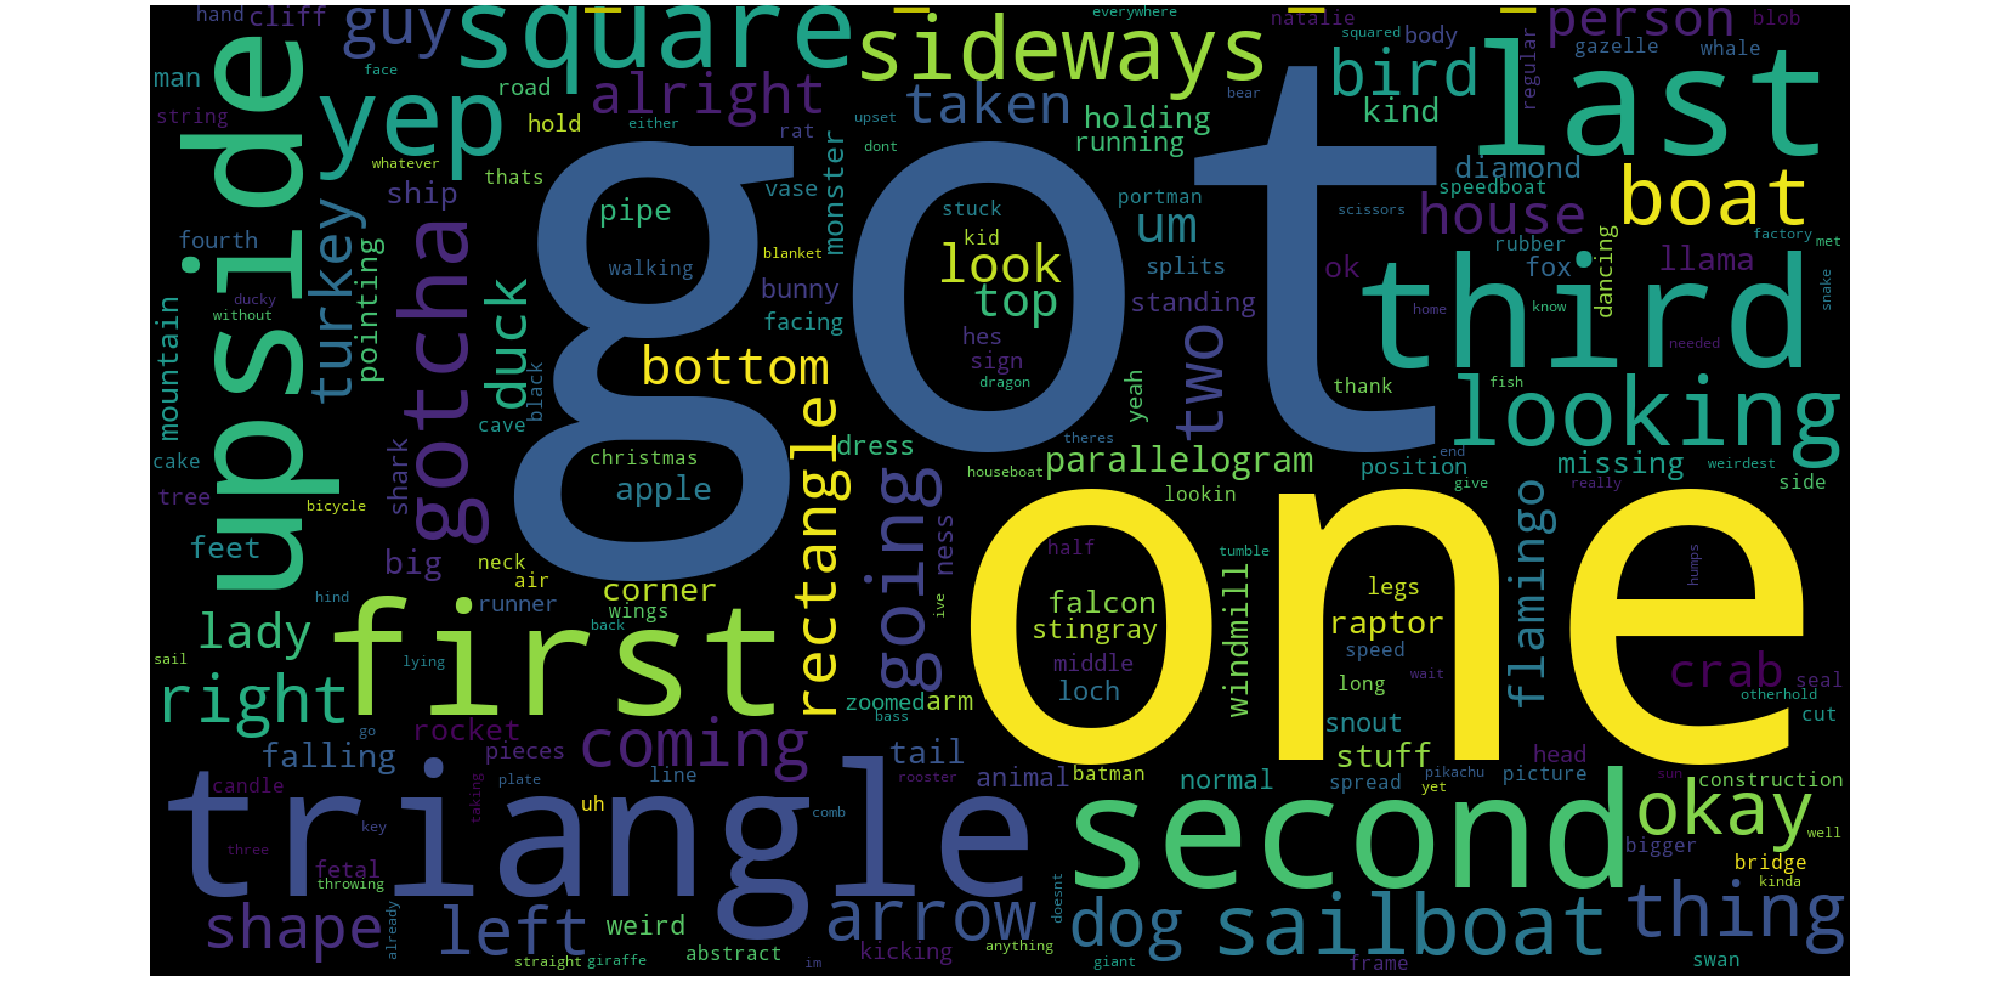 hand
cliff
guy
square
everywhere
sideways
natalie
squared
body
person
blob
gazelle
whale
man
face
yep
road
alright
taken
bear
bird
last
regular
string
hold
either
rat
upset
holding
kind
upside
whatever
thats
monster
dont
running
diamond
speedboat
boat
ship
vase
portman
scissors
house
turkey
gotcha
pipe
got
stuck
um
rubber
factory
met
fourth
pointing
walking
blanket
kid
look
splits
ok
fox
dancing
llama
ducky
without
duck
bunny
top
standing
third
home
know
snake
mountain
facing
hes
sign
two
needed
bottom
dragon
thank
fish
black
rectangle
yeah
looking
cave
dress
theres
parallelogram
end
cake
shark
christmas
houseboat
position
missing
weirdest
side
tree
bicycle
apple
going
lookin
give
really
flamingo
feet
big
neck
air
ness
half
one
tumble
humps
hind
runner
corner
wings
ive
falcon
windmill
legs
lady
first
back
stingray
raptor
sail
lying
middle
speed
wait
crab
seal
right
zoomed
arm
loch
long
otherhold
rocket
go
bass
snout
cut
falling
pieces
coming
tail
stuff
head
candle
taking
plate
line
rooster
animal
batman
normal
spread
pikachu
yet
picture
sun
construction
triangle
key
uh
comb
second
okay
well
three
fetal
throwing
bigger
bridge
kinda
shape
already
left
weird
arrow
doesnt
dog
sailboat
thing
straight
giraffe
abstract
im
kicking
anything
giant
frame
swan